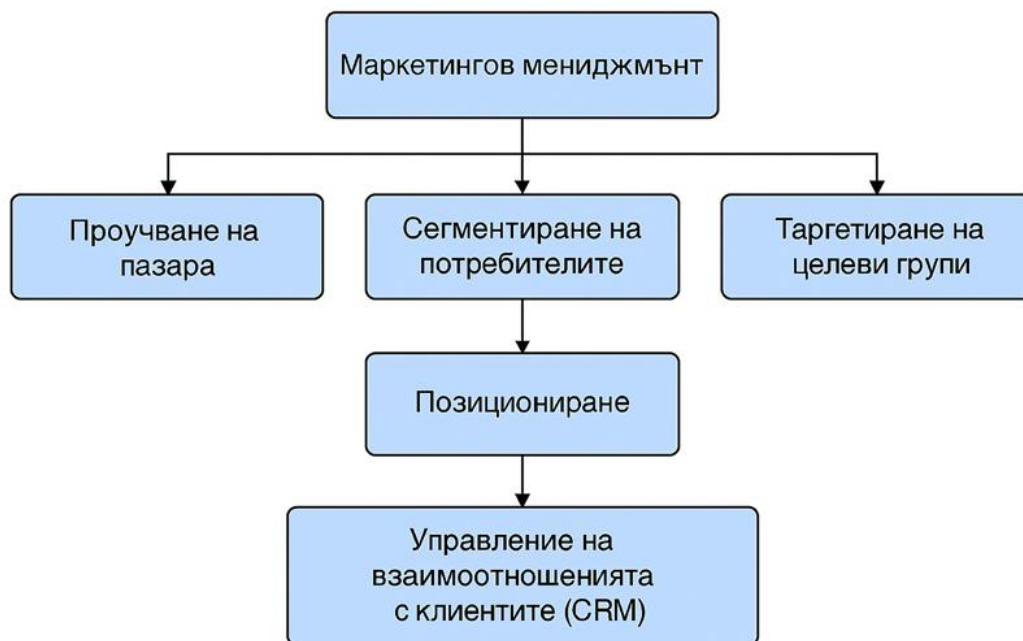 Маркетингов мениджмънт
Проучване на
пазара
Сегментиране на
потребителите
Таргетиране на
целеви групи
Позициониране
Управление на
взаимоотношенията
с клиентите (CRM)